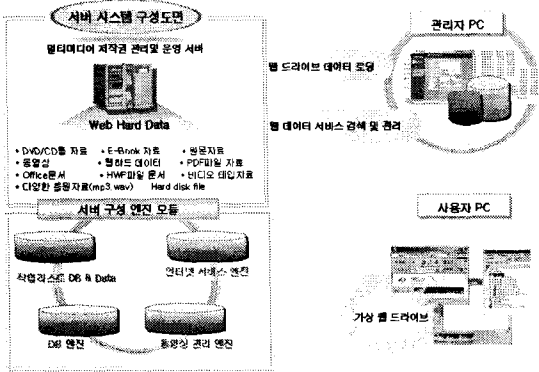 서버 시스템 구성도면
멀티미디어 저작권 관리및 운영 서버
Web Hard Data
• DVD/CD롬 자료 • E-Book 자료 • 원문자료
• 동영상 • 웹하드 데이터 • PDF파일 자료
• Office문서 • HWP파일 문서 • 비디오 테입자료
• 다양한 음원자료(mp3,wav) Hard disk file
서버 구성 엔진 모듈
작업리스트 DB & Data
인터넷 서비스 엔진
DB 엔진
동영상 관리 엔진
관리자 PC
웹 드라이브 데이터 로딩
웹 데이터 서비스 검색 및 관리
사용자 PC
가상 웹 드라이브